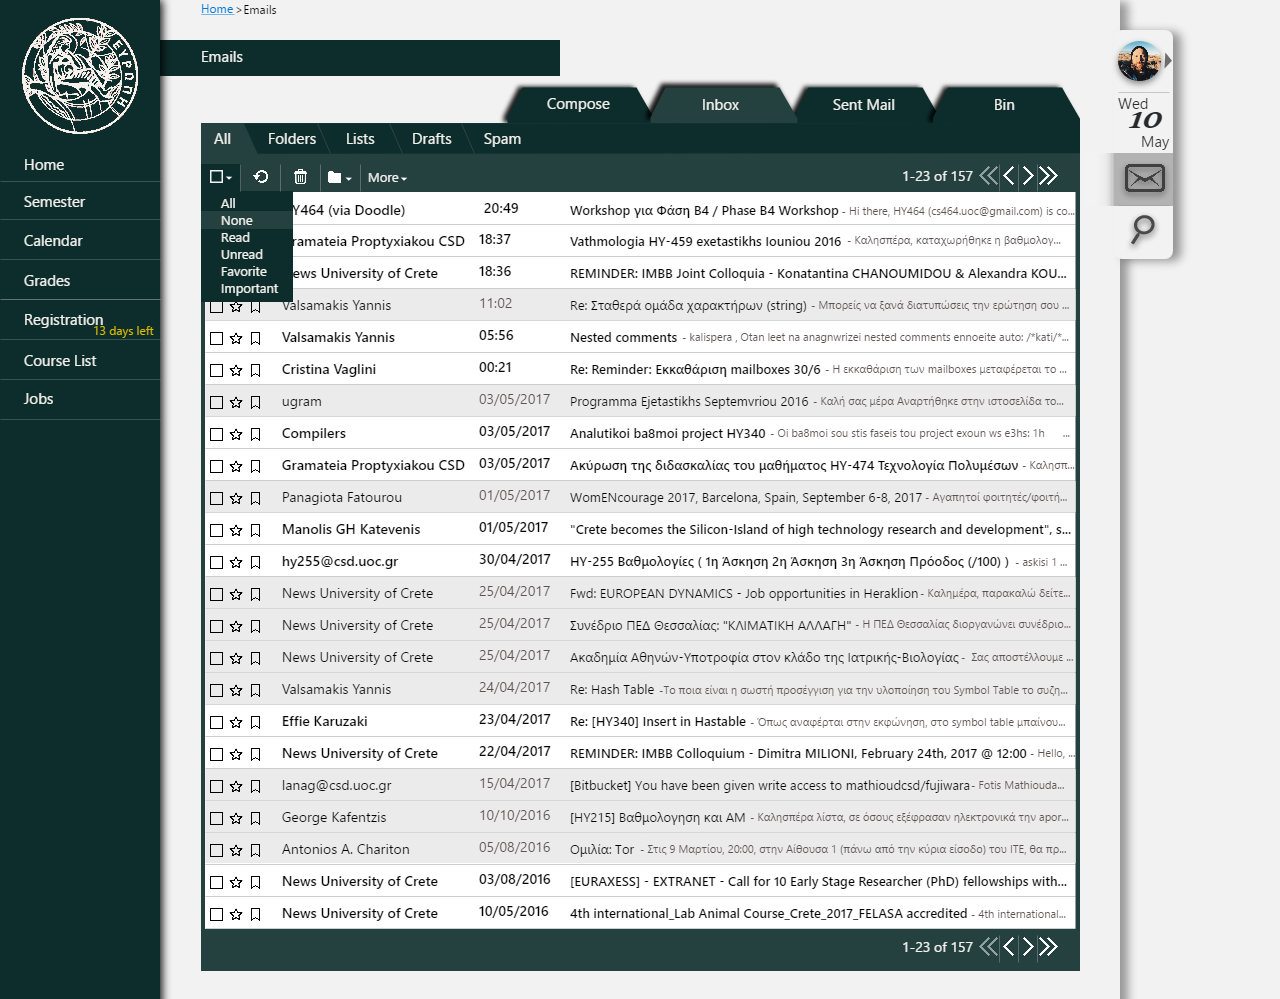 Home >Emails
Emails
ΕΥΡΩΠΗ
Home
Semester
Calendar
Grades
Registration
13 days left
Course List
Jobs
Compose
Inbox
Sent Mail
Bin
Wed
10
May
All Folders Lists Drafts Spam
More
1-23 of 157
All
None
Read
Unread
Favorite
Important
Y464 (via Doodle) 20:49 Workshop για Φάση B4 / Phase B4 Workshop - Hi there, HY464 (cs464.uoc@gmail.com) is co...
ramateia Proptyxiakou CSD 18:37 Vathmologia HY-459 exetastikhs Iouniou 2016 - Καλησπέρα, καταχωρήθηκε η βαθμολογ...
ews University of Crete 18:36 REMINDER: IMBB Joint Colloquia - Konatantina CHANOUMIDOU & Alexandra KOU...
Valsamakis Yannis 11:02 Re: Σταθερά ομάδα χαρακτήρων (string) - Μπορείς να ξανά διατυπώσεις την ερώτηση σου ...
Valsamakis Yannis 05:56 Nested comments - kalispera , Otan leet na anagnwrizei nested comments ennoeite auto: /*kati/*...
Cristina Vaglini 00:21 Re: Reminder: Εκκαθάριση mailboxes 30/6 - Η εκκαθάριση των mailboxes μεταφέρεται το ...
ugram 03/05/2017 Programma Ejetastikhs Septemvriou 2016 - Καλή σας μέρα Αναρτήθηκε στην ιστοσελίδα το...
Compilers 03/05/2017 Analutikoi ba8moi project HY340 - Oi ba8moi sou stis faseis tou project exoun ws e3hs: 1h ...
Gramateia Proptyxiakou CSD 03/05/2017 Ακύρωση της διδασκαλίας του μαθήματος HY-474 Τεχνολογία Πολυμέσων - Καλησπ...
Panagiota Fatourou 01/05/2017 WomENcourage 2017, Barcelona, Spain, September 6-8, 2017 - Αγαπητοί φοιτητές/φοιτή...
Manolis GH Katevenis 01/05/2017 "Crete becomes the Silicon-Island of high technology research and development", s...
hy255@csd.uoc.gr 30/04/2017 HY-255 Βαθμολογίες ( 1η Άσκηση 2η Άσκηση 3η Άσκηση Πρόοδος (/100) ) - askisi 1 ...
News University of Crete 25/04/2017 Fwd: EUROPEAN DYNAMICS - Job opportunities in Heraklion - Καλημέρα, παρακαλώ δείτε...
News University of Crete 25/04/2017 Συνέδριο ΠΕΔ Θεσσαλίας: "ΚΛΙΜΑΤΙΚΗ ΑΛΛΑΓΗ" - Η ΠΕΔ Θεσσαλίας διοργανώνει συνέδριο...
News University of Crete 25/04/2017 Ακαδημία Αθηνών-Υποτροφία στον κλάδο της Ιατρικής-Βιολογίας - Σας αποστέλλουμε ...
Valsamakis Yannis 24/04/2017 Re: Hash Table -Το ποια είναι η σωστή προσέγγιση για την υλοποίηση του Symbol Table το συζη...
Effie Karuzaki 23/04/2017 Re: [HY340] Insert in Hastable - Όπως αναφέρται στην εκφώνηση, στο symbol table μπαίνου...
News University of Crete 22/04/2017 REMINDER: IMBB Colloquium - Dimitra MILIONI, February 24th, 2017 @ 12:00 - Hello, ...
lanag@csd.uoc.gr 15/04/2017 [Bitbucket] You have been given write access to mathioudcsd/fujiwara - Fotis Mathiouda...
George Kafentzis 10/10/2016 [HY215] Βαθμολογηση και ΑΜ - Καλησπέρα λίστα, σε όσους εξέφρασαν ηλεκτρονικά την apor...
Antonios A. Chariton 05/08/2016 Ομιλία: Tor - Στις 9 Μαρτίου, 20:00, στην Αίθουσα 1 (πάνω από την κύρια είσοδο) του ΙΤΕ, θα πρ...
News University of Crete 03/08/2016 [EURAXESS] - EXTRANET - Call for 10 Early Stage Researcher (PhD) fellowships with...
News University of Crete 10/05/2016 4th international_Lab Animal Course_Crete_2017_FELASA accredited - 4th international...
1-23 of 157